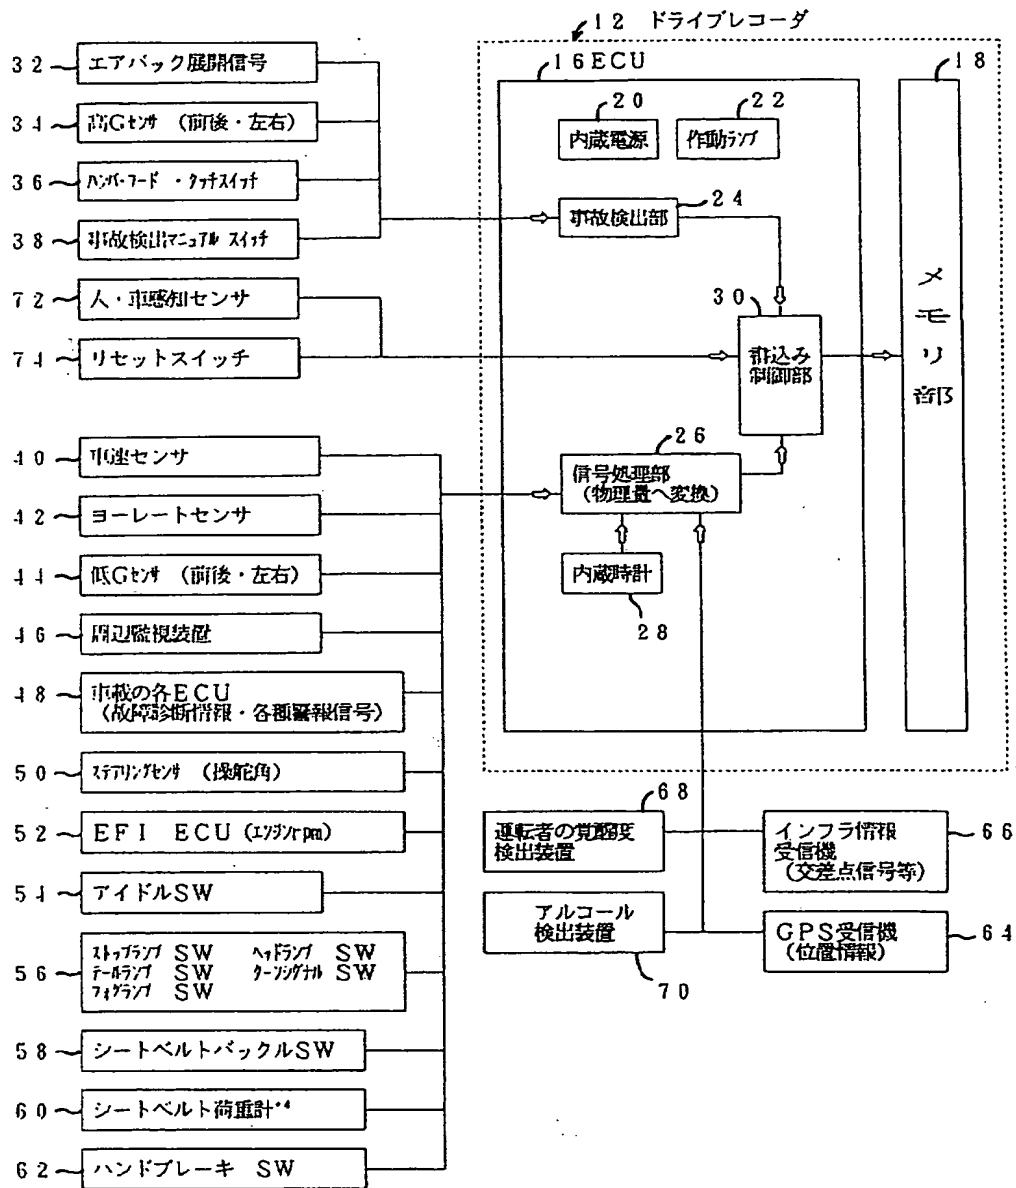 12 ドライブレコーダ
32 エアバック展開信号
16ECU
18
34 高Gセンサ (前後・左右)
20
22
内蔵電源
作動ランプ
36 バンパ・フード ・タッチスイッチ
24
事故検出部
38 事故検出マニュアル スイッチ
72 人・車感知センサ
30
74 リセットスイッチ
書込み
制御部
メモリ部
40 車速センサ
26
信号処理部
(物理量へ変換)
42 ヨーレートセンサ
44 低Gセンサ (前後・左右)
内蔵時計
28
46 周辺監視装置
48 車載の各ECU
(故障診断情報・各種警報信号)
50 ステアリングセンサ (操舵角)
68
52 EFI ECU (エンジンrpm)
運転者の覚醒度
検出装置
インフラ情報
受信機
(交差点信号等)
66
54 アイドルSW
アルコール
検出装置
70
GPS受信機
(位置情報)
64
56 ストップランプ SW ヘッドランプ SW
テールランプ SW ターンシグナル SW
フォグランプ SW
58 シートベルトバックルSW
60 シートベルト荷重計*4
62 ハンドブレーキ SW